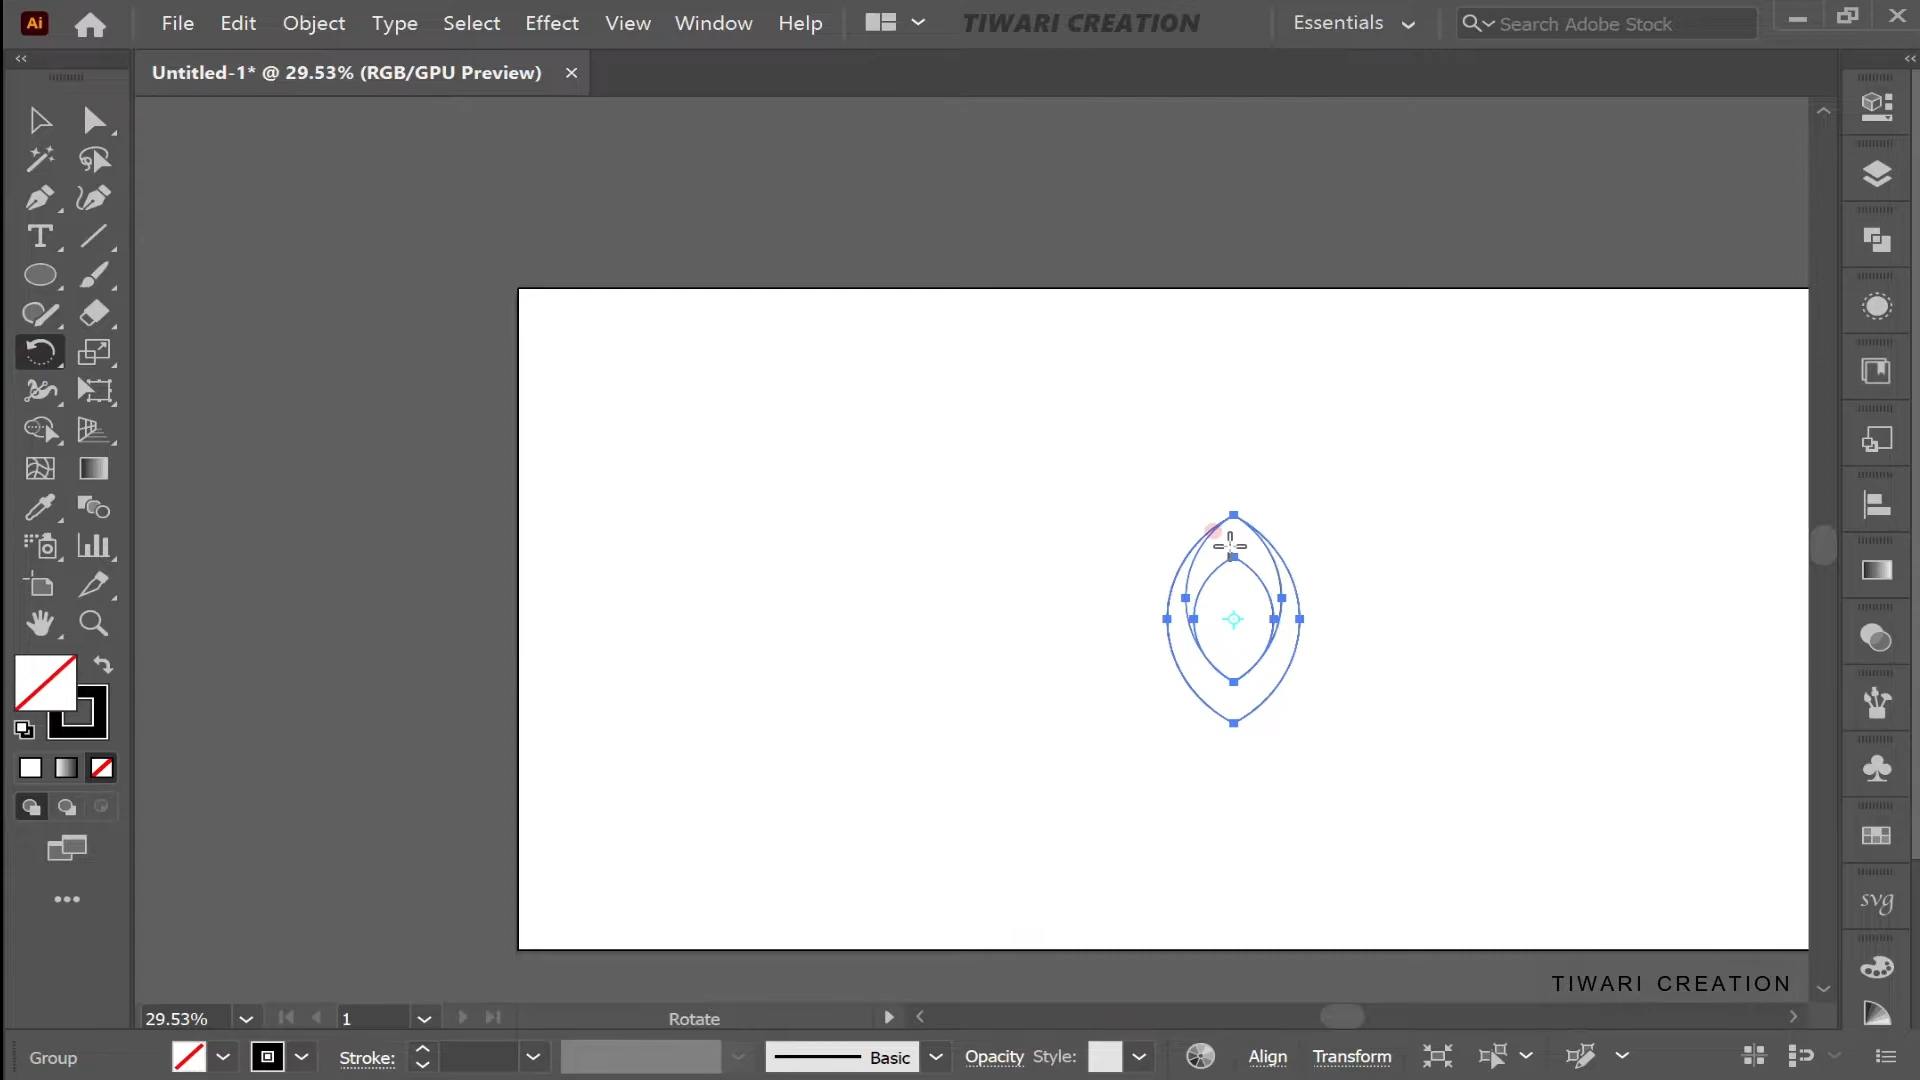 Ai File Edit Object Type Select Effect View Window Help TIWARI CREATION Essentials Search Adobe Stock
Untitled-1* @ 29.53% (RGB/GPU Preview)
T
svg
TIWARI CREATION
29.53% 1 Rotate
Group Stroke: Basic Opacity Style: Align Transform